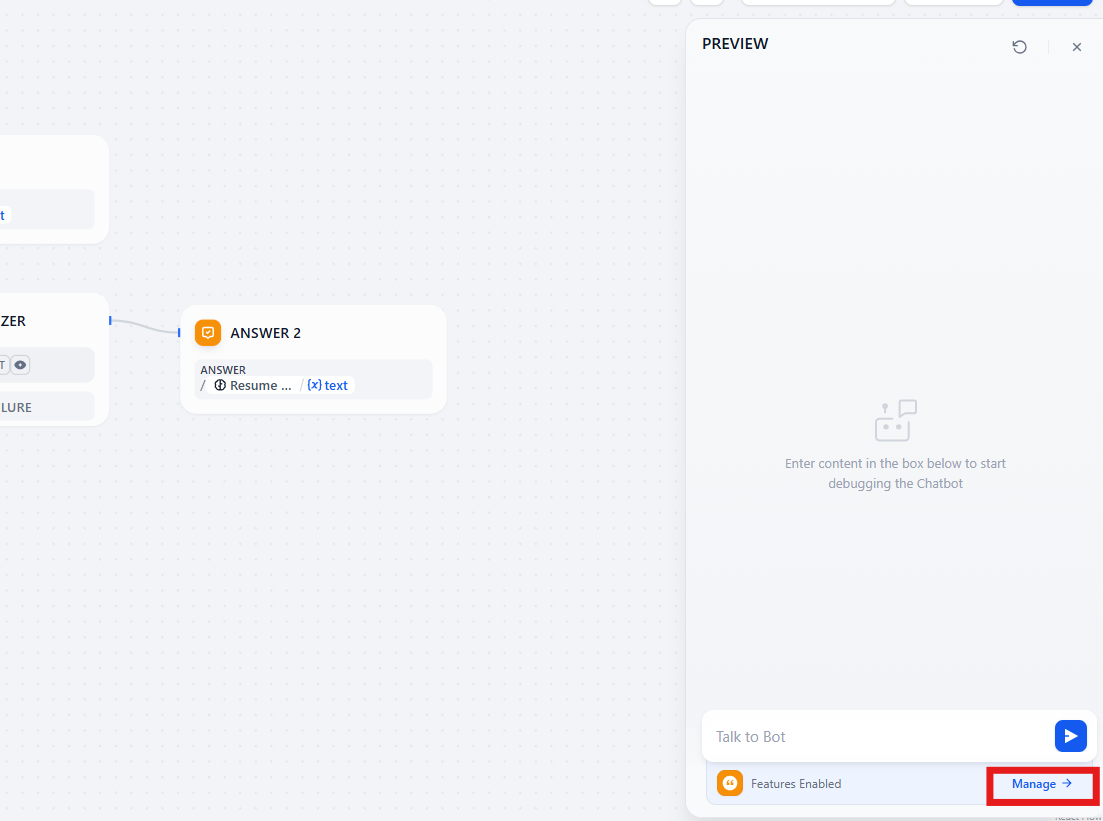 PREVIEW
t
ZER
T
LURE
ANSWER 2
ANSWER
/ Resume ... / {x} text
Enter content in the box below to start
debugging the Chatbot
Talk to Bot
Features Enabled
Manage →